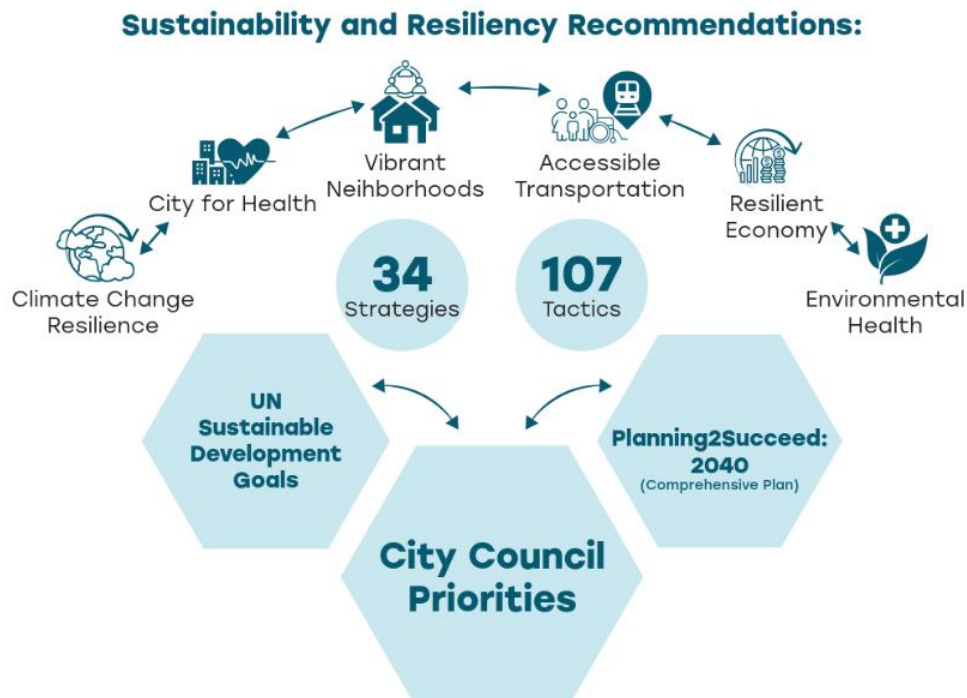 Sustainability and Resiliency Recommendations:
Climate Change
Resilience
City for Health
Vibrant
Neihborhoods
Accessible
Transportation
Resilient
Economy
Environmental
Health
34
Strategies
107
Tactics
UN
Sustainable
Development
Goals
City Council
Priorities
Planning2Succeed:
2040
(Comprehensive Plan)